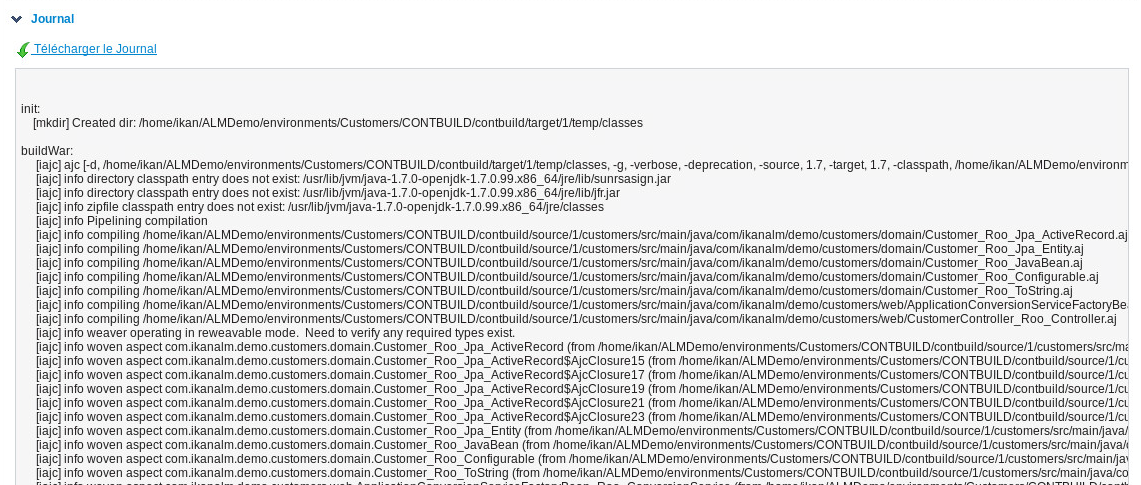 Journal
Télécharger le Journal
init:
[mkdir] Created dir: /home/ikan/ALMDemo/environments/Customers/CONTBUILD/contbuild/target/1/temp/classes
buildWar:
[iajc] ajc [-d, /home/ikan/ALMDemo/environments/Customers/CONTBUILD/contbuild/target/1/temp/classes, -g, -verbose, -deprecation, -source, 1.7, -target, 1.7, -classpath, /home/ikan/ALMDemo/environm
[iajc] info directory classpath entry does not exist: /usr/lib/jvm/java-1.7.0-openjdk-1.7.0.99.x86_64/jre/lib/sunrsasign.jar
[iajc] info directory classpath entry does not exist: /usr/lib/jvm/java-1.7.0-openjdk-1.7.0.99.x86_64/jre/lib/jfr.jar
[iajc] info zipfile classpath entry does not exist: /usr/lib/jvm/java-1.7.0-openjdk-1.7.0.99.x86_64/jre/classes
[iajc] info Pipelining compilation
[iajc] info compiling /home/ikan/ALMDemo/environments/Customers/CONTBUILD/contbuild/source/1/customers/src/main/java/com/ikanalm/demo/customers/domain/Customer_Roo_Jpa_ActiveRecord.aj
[iajc] info compiling /home/ikan/ALMDemo/environments/Customers/CONTBUILD/contbuild/source/1/customers/src/main/java/com/ikanalm/demo/customers/domain/Customer_Roo_Jpa_Entity.aj
[iajc] info compiling /home/ikan/ALMDemo/environments/Customers/CONTBUILD/contbuild/source/1/customers/src/main/java/com/ikanalm/demo/customers/domain/Customer_Roo_JavaBean.aj
[iajc] info compiling /home/ikan/ALMDemo/environments/Customers/CONTBUILD/contbuild/source/1/customers/src/main/java/com/ikanalm/demo/customers/domain/Customer_Roo_Configurable.aj
[iajc] info compiling /home/ikan/ALMDemo/environments/Customers/CONTBUILD/contbuild/source/1/customers/src/main/java/com/ikanalm/demo/customers/domain/Customer_Roo_ToString.aj
[iajc] info compiling /home/ikan/ALMDemo/environments/Customers/CONTBUILD/contbuild/source/1/customers/src/main/java/com/ikanalm/demo/customers/web/ApplicationConversionServiceFactoryBea
[iajc] info compiling /home/ikan/ALMDemo/environments/Customers/CONTBUILD/contbuild/source/1/customers/src/main/java/com/ikanalm/demo/customers/web/CustomerController_Roo_Controller.aj
[iajc] info weaver operating in reweavable mode.  Need to verify any required types exist.
[iajc] info woven aspect com.ikanalm.demo.customers.domain.Customer_Roo_Jpa_ActiveRecord (from /home/ikan/ALMDemo/environments/Customers/CONTBUILD/contbuild/source/1/customers/src/ma
[iajc] info woven aspect com.ikanalm.demo.customers.domain.Customer_Roo_Jpa_ActiveRecord$AjcClosure15 (from /home/ikan/ALMDemo/environments/Customers/CONTBUILD/contbuild/source/1/cu
[iajc] info woven aspect com.ikanalm.demo.customers.domain.Customer_Roo_Jpa_ActiveRecord$AjcClosure17 (from /home/ikan/ALMDemo/environments/Customers/CONTBUILD/contbuild/source/1/cu
[iajc] info woven aspect com.ikanalm.demo.customers.domain.Customer_Roo_Jpa_ActiveRecord$AjcClosure19 (from /home/ikan/ALMDemo/environments/Customers/CONTBUILD/contbuild/source/1/cu
[iajc] info woven aspect com.ikanalm.demo.customers.domain.Customer_Roo_Jpa_ActiveRecord$AjcClosure21 (from /home/ikan/ALMDemo/environments/Customers/CONTBUILD/contbuild/source/1/cu
[iajc] info woven aspect com.ikanalm.demo.customers.domain.Customer_Roo_Jpa_ActiveRecord$AjcClosure23 (from /home/ikan/ALMDemo/environments/Customers/CONTBUILD/contbuild/source/1/cu
[iajc] info woven aspect com.ikanalm.demo.customers.domain.Customer_Roo_Jpa_Entity (from /home/ikan/ALMDemo/environments/Customers/CONTBUILD/contbuild/source/1/customers/src/main/java/
[iajc] info woven aspect com.ikanalm.demo.customers.domain.Customer_Roo_JavaBean (from /home/ikan/ALMDemo/environments/Customers/CONTBUILD/contbuild/source/1/customers/src/main/java/c
[iajc] info woven aspect com.ikanalm.demo.customers.domain.Customer_Roo_Configurable (from /home/ikan/ALMDemo/environments/Customers/CONTBUILD/contbuild/source/1/customers/src/main/jav
[iajc] info woven aspect com.ikanalm.demo.customers.domain.Customer_Roo_ToString (from /home/ikan/ALMDemo/environments/Customers/CONTBUILD/contbuild/source/1/customers/src/main/java/co